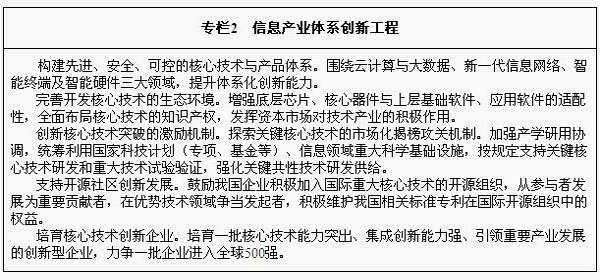 专栏2 信息产业体系创新工程
构建先进、安全、可控的核心技术与产品体系。围绕云计算与大数据、新一代信息网络、智
能终端及智能硬件三大领域，提升体系化创新能力。
完善开发核心技术的生态环境。增强底层芯片、核心器件与上层基础软件、应用软件的适配
性，全面布局核心技术的知识产权，发挥资本市场对技术产业的积极作用。
创新核心技术突破的激励机制。探索关键核心技术的市场化揭榜攻关机制。加强产学研用协
调，统筹利用国家科技计划（专项、基金等）、信息领域重大科学基础设施，按规定支持关键核
心技术研发和重大技术试验验证，强化关键共性技术研发供给。
支持开源社区创新发展。鼓励我国企业积极加入国际重大核心技术的开源组织，从参与者发
展为重要贡献者，在优势技术领域争当发起者，积极维护我国相关标准专利在国际开源组织中的
权益。
培育核心技术创新企业。培育一批核心技术能力突出、集成创新能力强、引领重要产业发展
的创新型企业，力争一批企业进入全球500强。